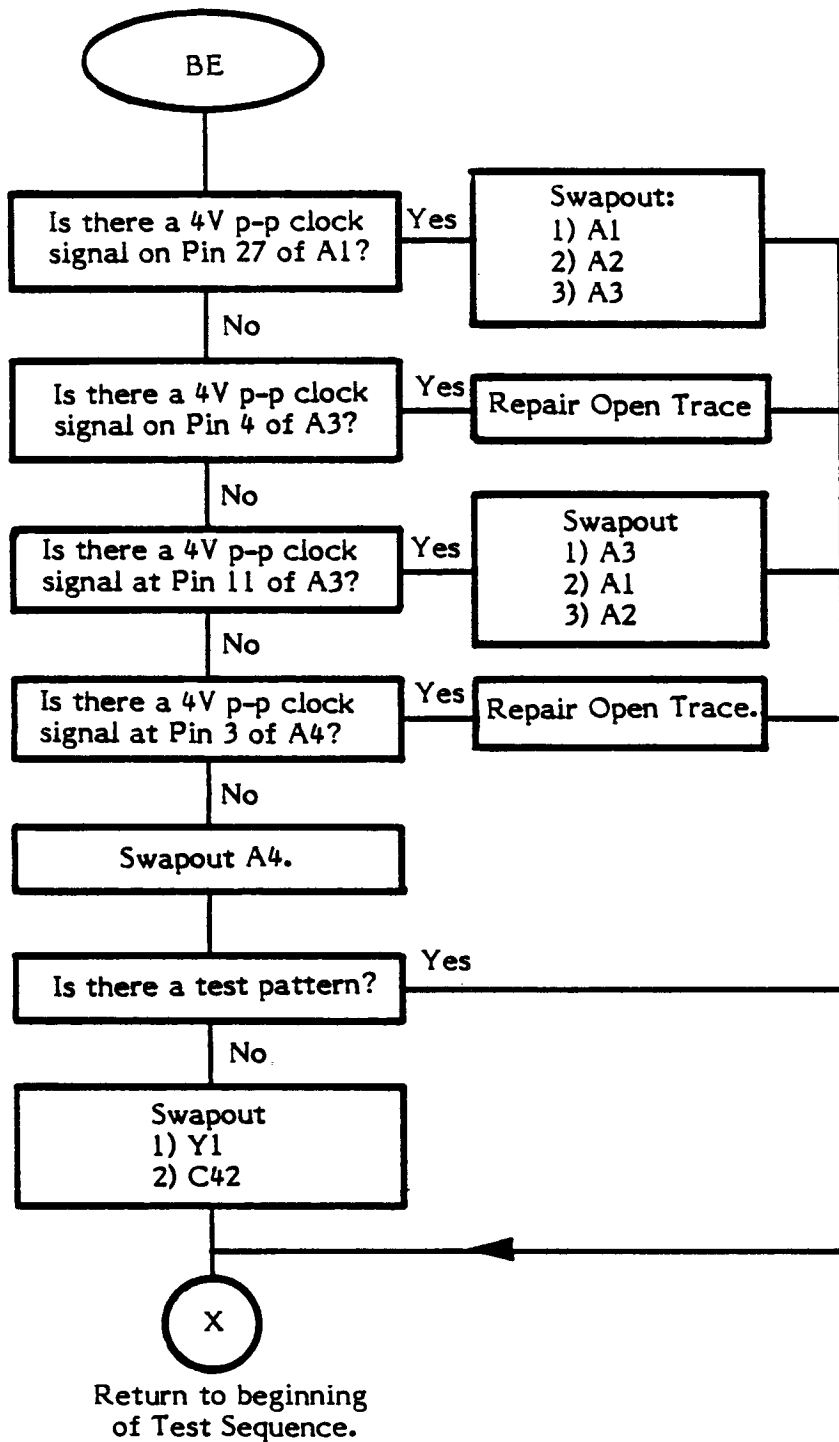 BE
Is there a 4V p-p clock
signal on Pin 27 of A1?
Yes
Swapout:
1) A1
2) A2
3) A3
No
Is there a 4V p-p clock
signal on Pin 4 of A3?
Yes
Repair Open Trace
No
Is there a 4V p-p clock
signal at Pin 11 of A3?
Yes
Swapout
1) A3
2) A1
3) A2
No
Is there a 4V p-p clock
signal at Pin 3 of A4?
Yes
Repair Open Trace.
No
Swapout A4.
Is there a test pattern?
Yes
No
Swapout
1) Y1
2) C42
X
Return to beginning
of Test Sequence.